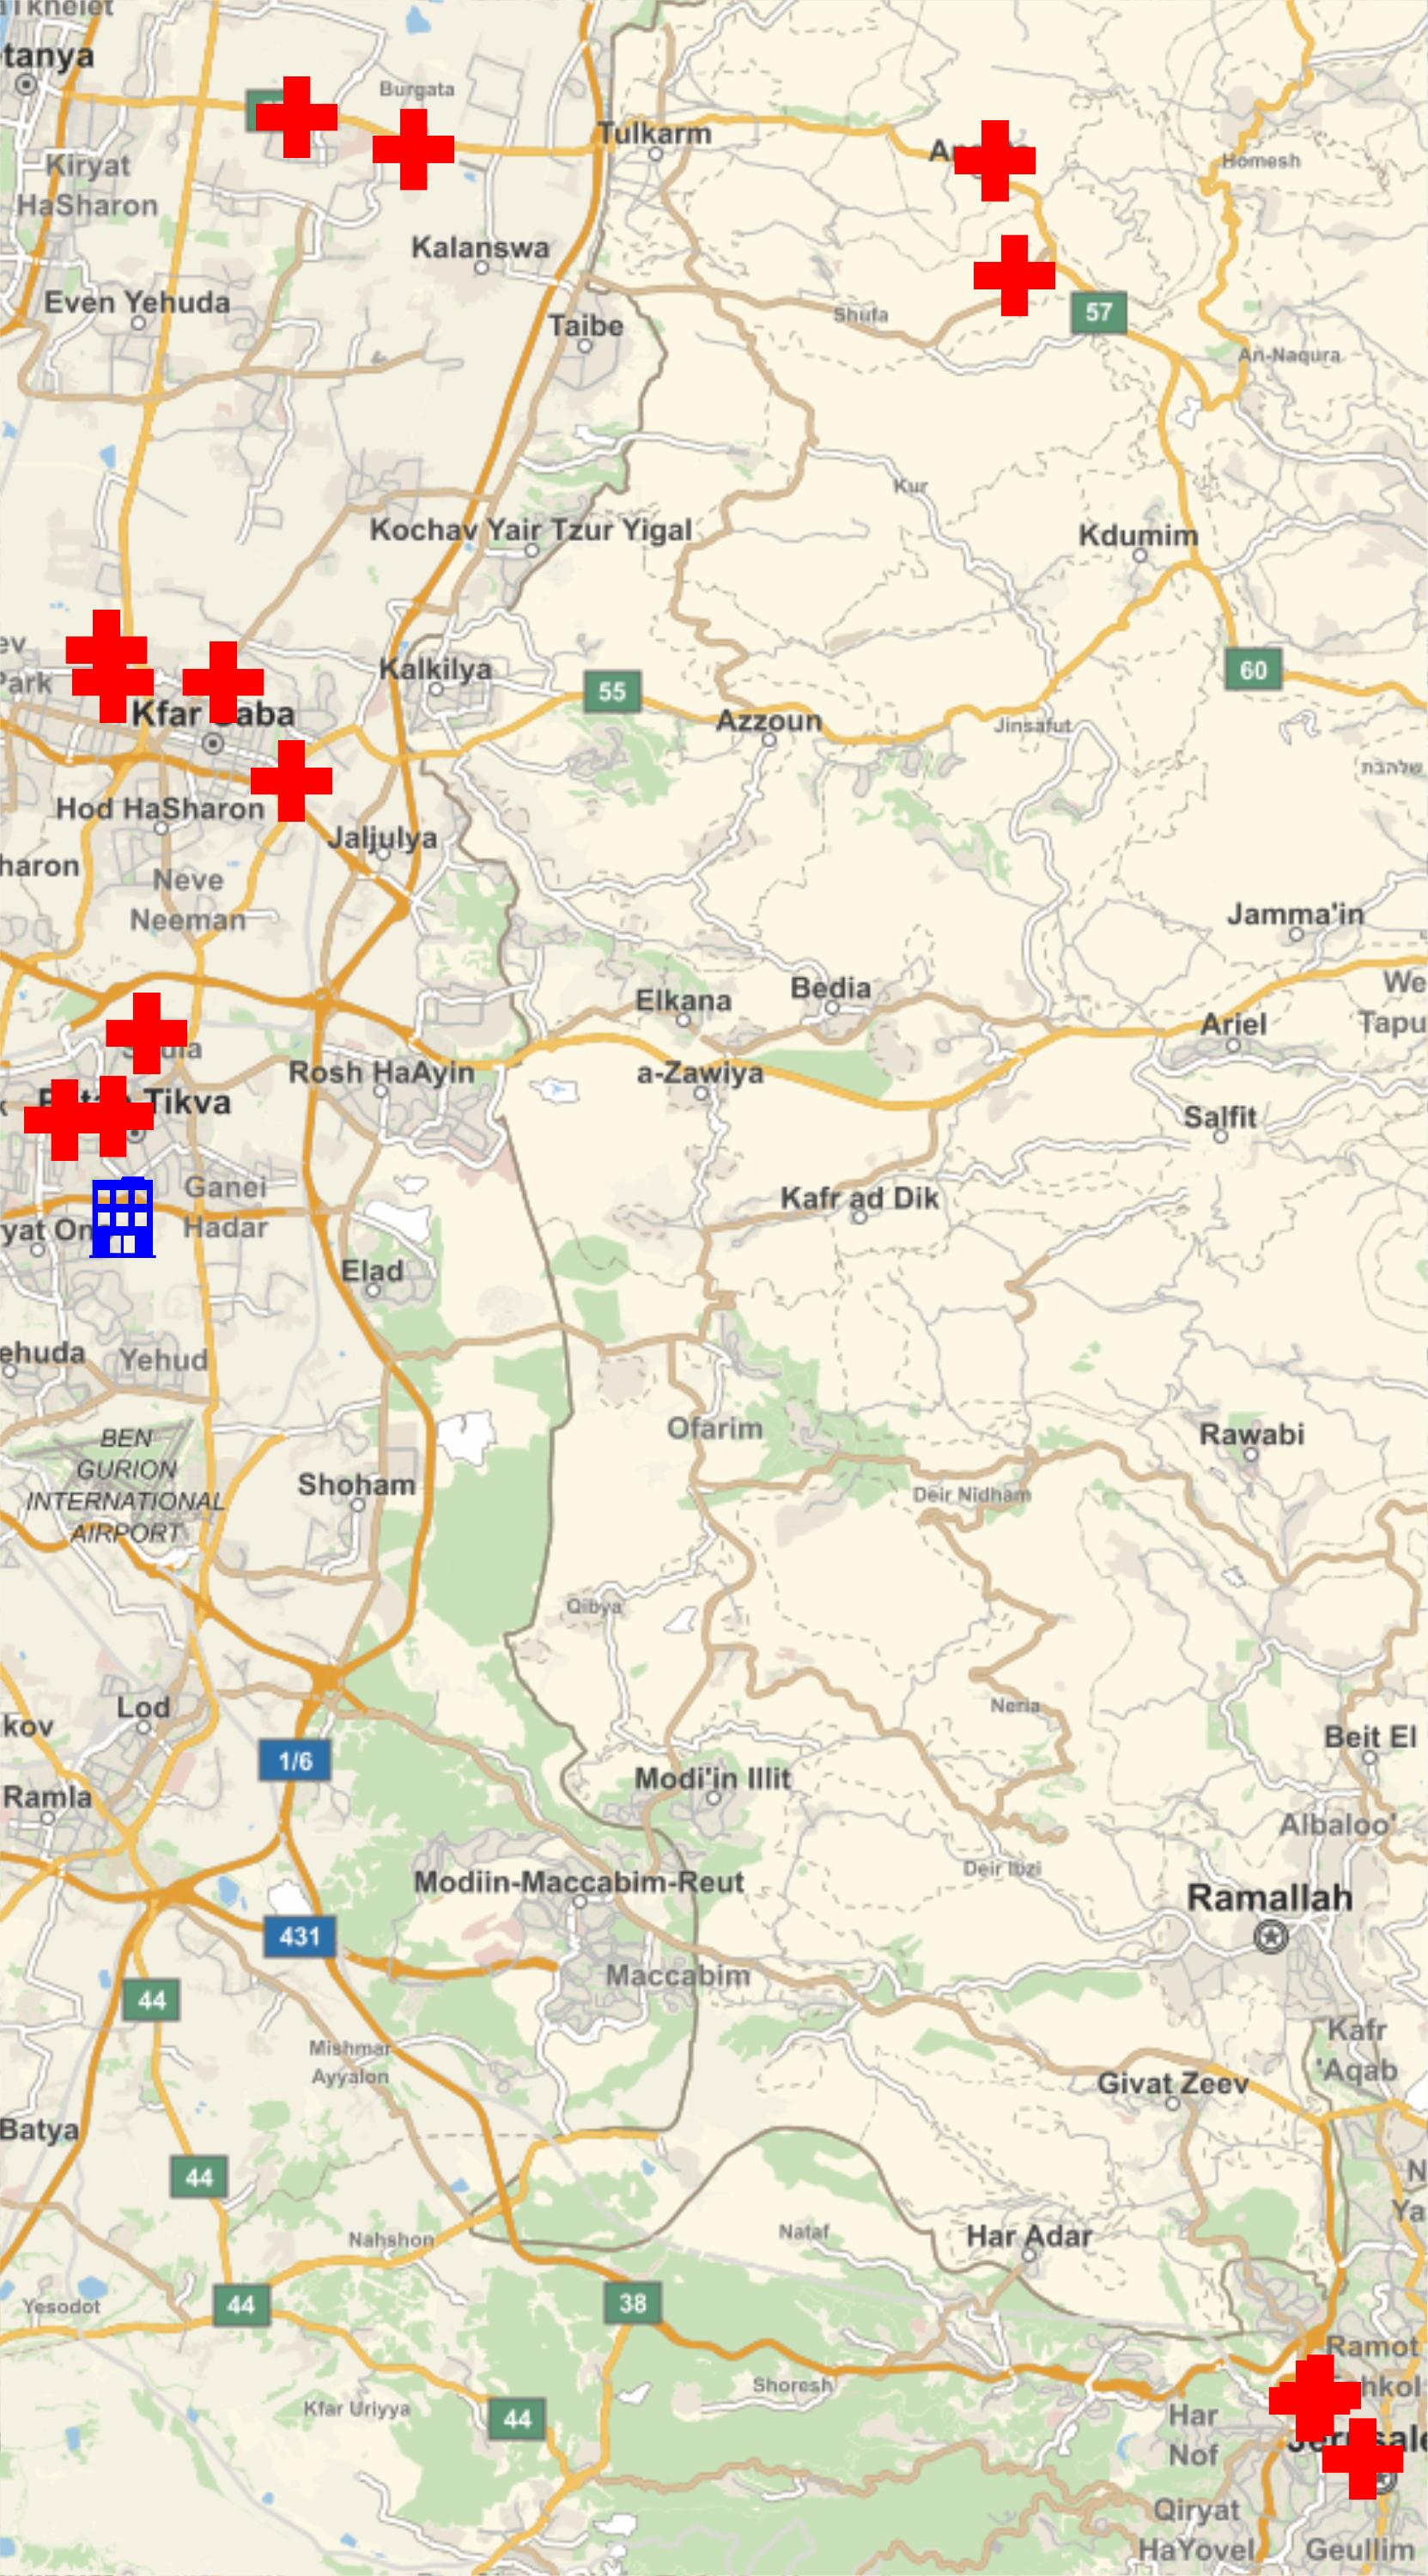 tanya
Burgata
Tulkarm
Homesh
Kiryat
HaSharon
Kalanswa
Even Yehuda
Taibe
Shufa
57
An-Naqura
Kur
Kochav Yair Tzur Yigal
Kdumim
ev
Park
Kalkilya
55
60
Kfar
aba
Azzoun
Jinsafut
שלהבת
Hod HaSharon
Jaljulya
haron
Neve
Neeman
Jamma'in
We
Tapu
Elkana
Bedia
Ariel
Rosh HaAyin
a-Zawiya
Tikva
Salfit
Ganei
Hadar
Kafr ad Dik
yat On
Elad
ehuda
Yehud
Ofarim
Rawabi
BEN
GURION
INTERNATIONAL
AIRPORT
Shoham
Deir Nidham
Qibya
Neria
Lod
kov
Beit El
1/6
Modi'in Illit
Ramla
Albaloo'
Deir Ibzi
Modiin-Maccabim-Reut
Ramallah
431
Maccabim
44
Kafr
'Aqab
Mishmar
Ayyalon
Givat Zeev
Batya
44
N
Ya
Nahshon
Nataf
Har Adar
Yesodot
44
38
Ramot
hkol
Shoresh
Kfar Uriyya
44
Har
Nof
Qiryat
HaYovel
Geullim